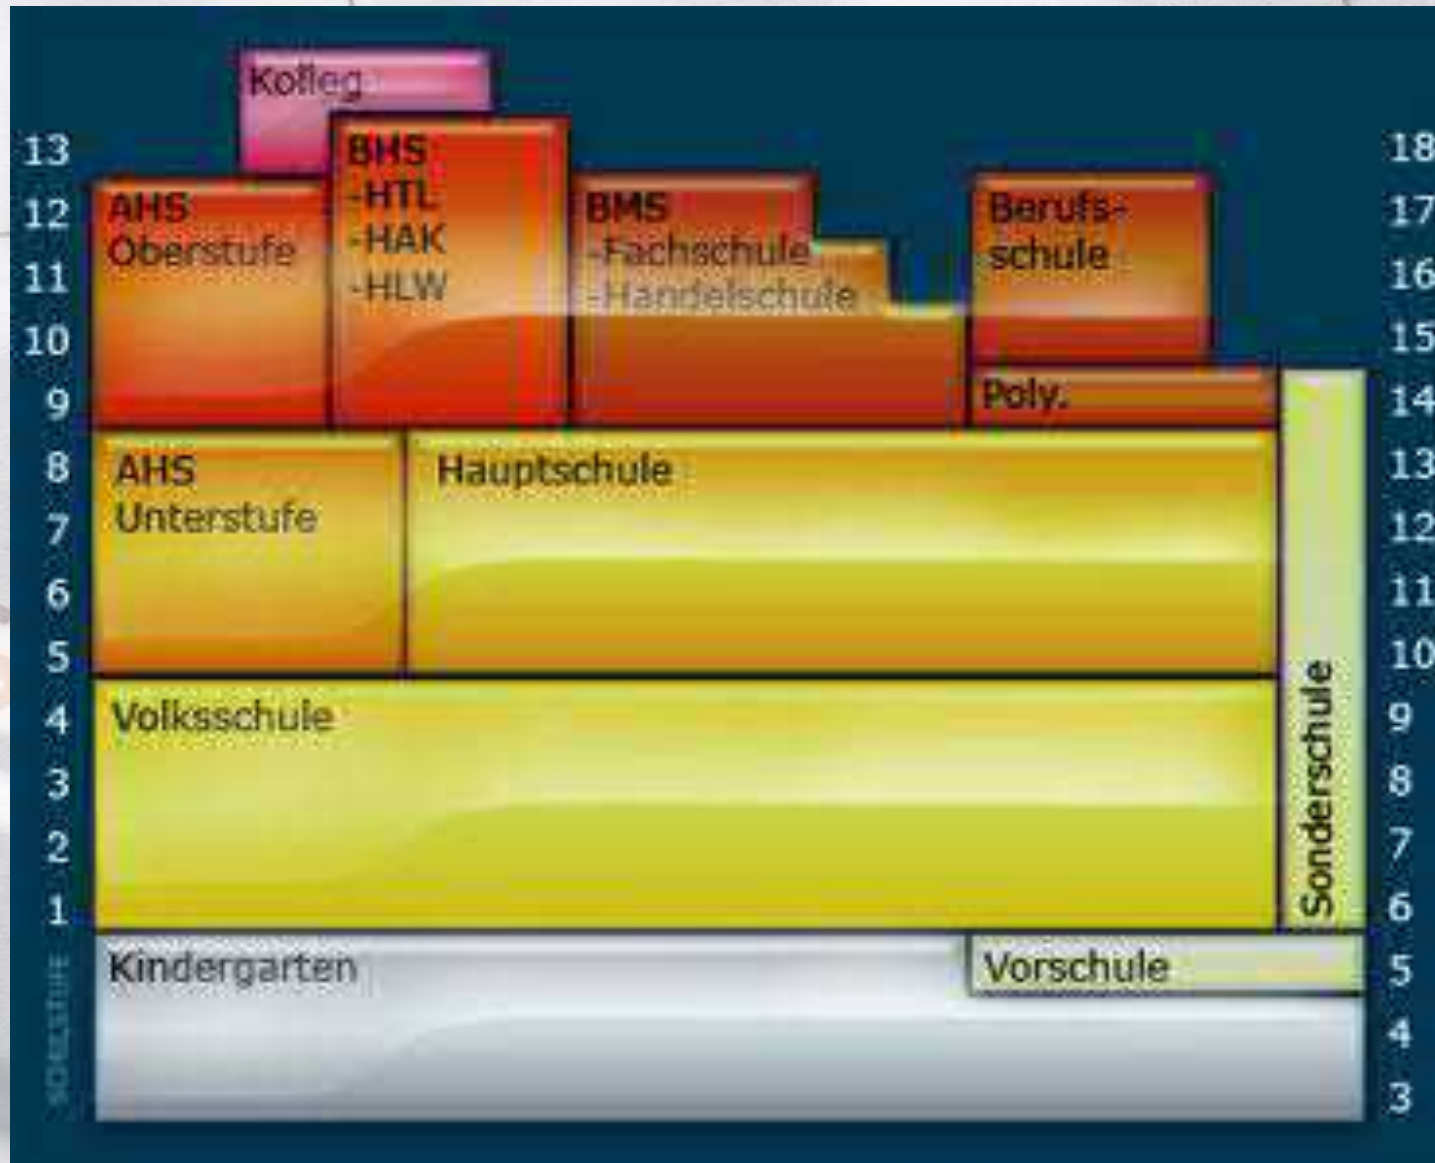 Kolleg
13
BHS
18
-HTL
12
AHS
BMS
Berufs-
17
Oberstufe
-HAK
-Fachschule
schule
11
-HLW
-Handelschule
16
10
15
9
Poly.
14
8
AHS
Hauptschule
13
7
Unterstufe
12
6
11
5
10
4
Volksschule
9
3
8
2
7
1
6
Sonderschule
Kindergarten
Vorschule
5
4
3